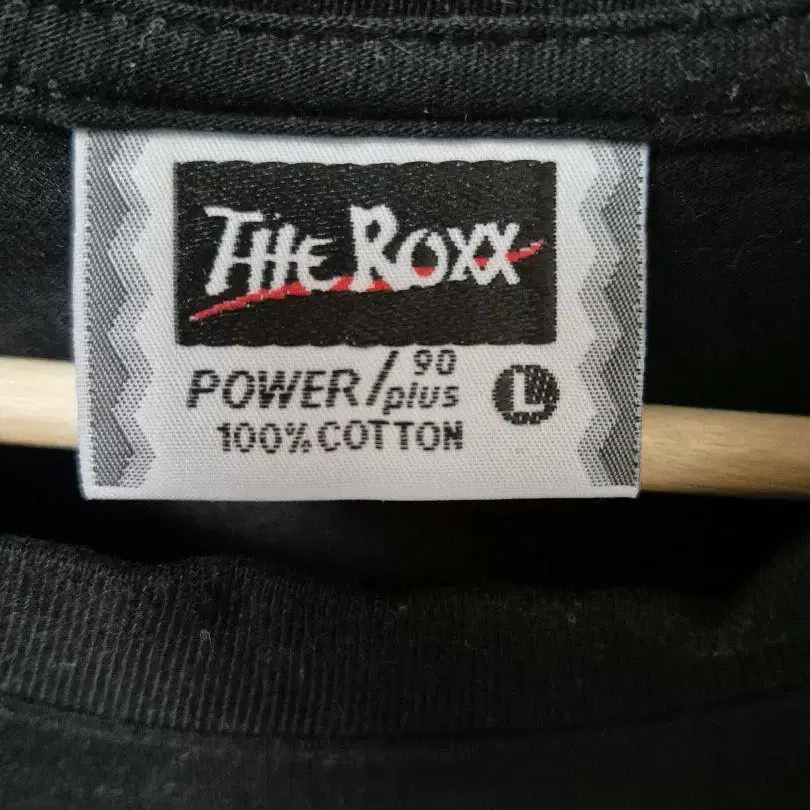 THE ROXX
POWER/90 plus
L
100% COTTON